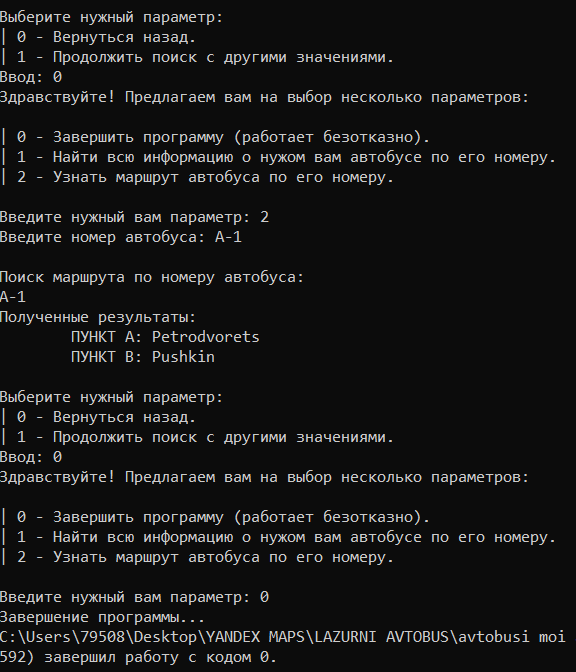 Выберите нужный параметр:
| 0 - Вернуться назад.
| 1 - Продолжить поиск с другими значениями.
Ввод: 0
Здравствуйте! Предлагаем вам на выбор несколько параметров:
| 0 - Завершить программу (работает безотказно).
| 1 - Найти всю информацию о нужом вам автобусе по его номеру.
| 2 - Узнать маршрут автобуса по его номеру.
Введите нужный вам параметр: 2
Введите номер автобуса: A-1
Поиск маршрута по номеру автобуса:
A-1
Полученные результаты:
ПУНКТ A: Petrodvorets
ПУНКТ B: Pushkin
Выберите нужный параметр:
| 0 - Вернуться назад.
| 1 - Продолжить поиск с другими значениями.
Ввод: 0
Здравствуйте! Предлагаем вам на выбор несколько параметров:
| 0 - Завершить программу (работает безотказно).
| 1 - Найти всю информацию о нужом вам автобусе по его номеру.
| 2 - Узнать маршрут автобуса по его номеру.
Введите нужный вам параметр: 0
Завершение программы...
C:\Users\79508\Desktop\YANDEX MAPS\LAZURNI AVTOBUS\avtobusi moi
592) завершил работу с кодом 0.